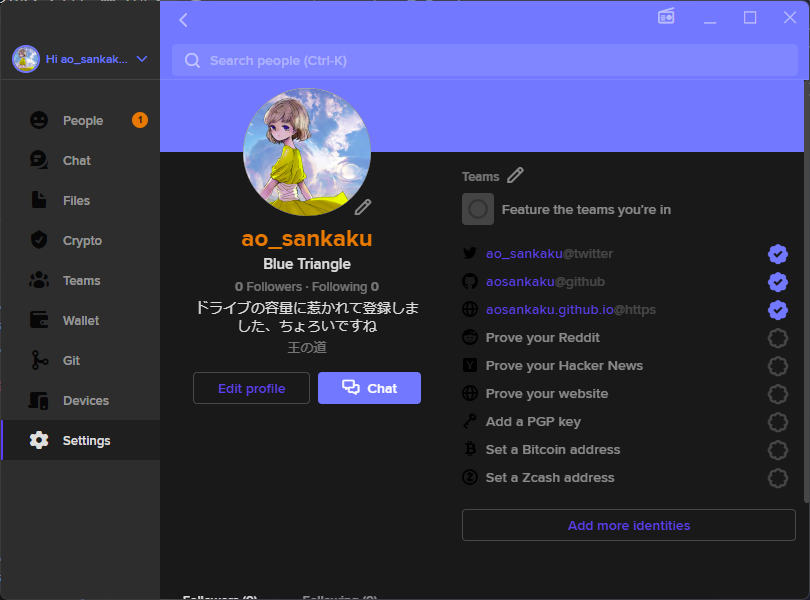 Hi ao_sankak...
Search people (Ctrl-K)
People
1
Chat
Files
Crypto
Teams
Wallet
Git
Devices
Settings
ao_sankaku
Blue Triangle
0 Followers · Following 0
ドライブの容量に惹かれて登録しま
した、ちょろいですね
王の道
Edit profile
Chat
Teams
Feature the teams you're in
ao_sankaku@twitter
aosankaku@github
aosankaku.github.io@https
Prove your Reddit
Y
Prove your Hacker News
Prove your website
Add a PGP key
Set a Bitcoin address
Set a Zcash address
Add more identities
Followers (0)
Following (0)